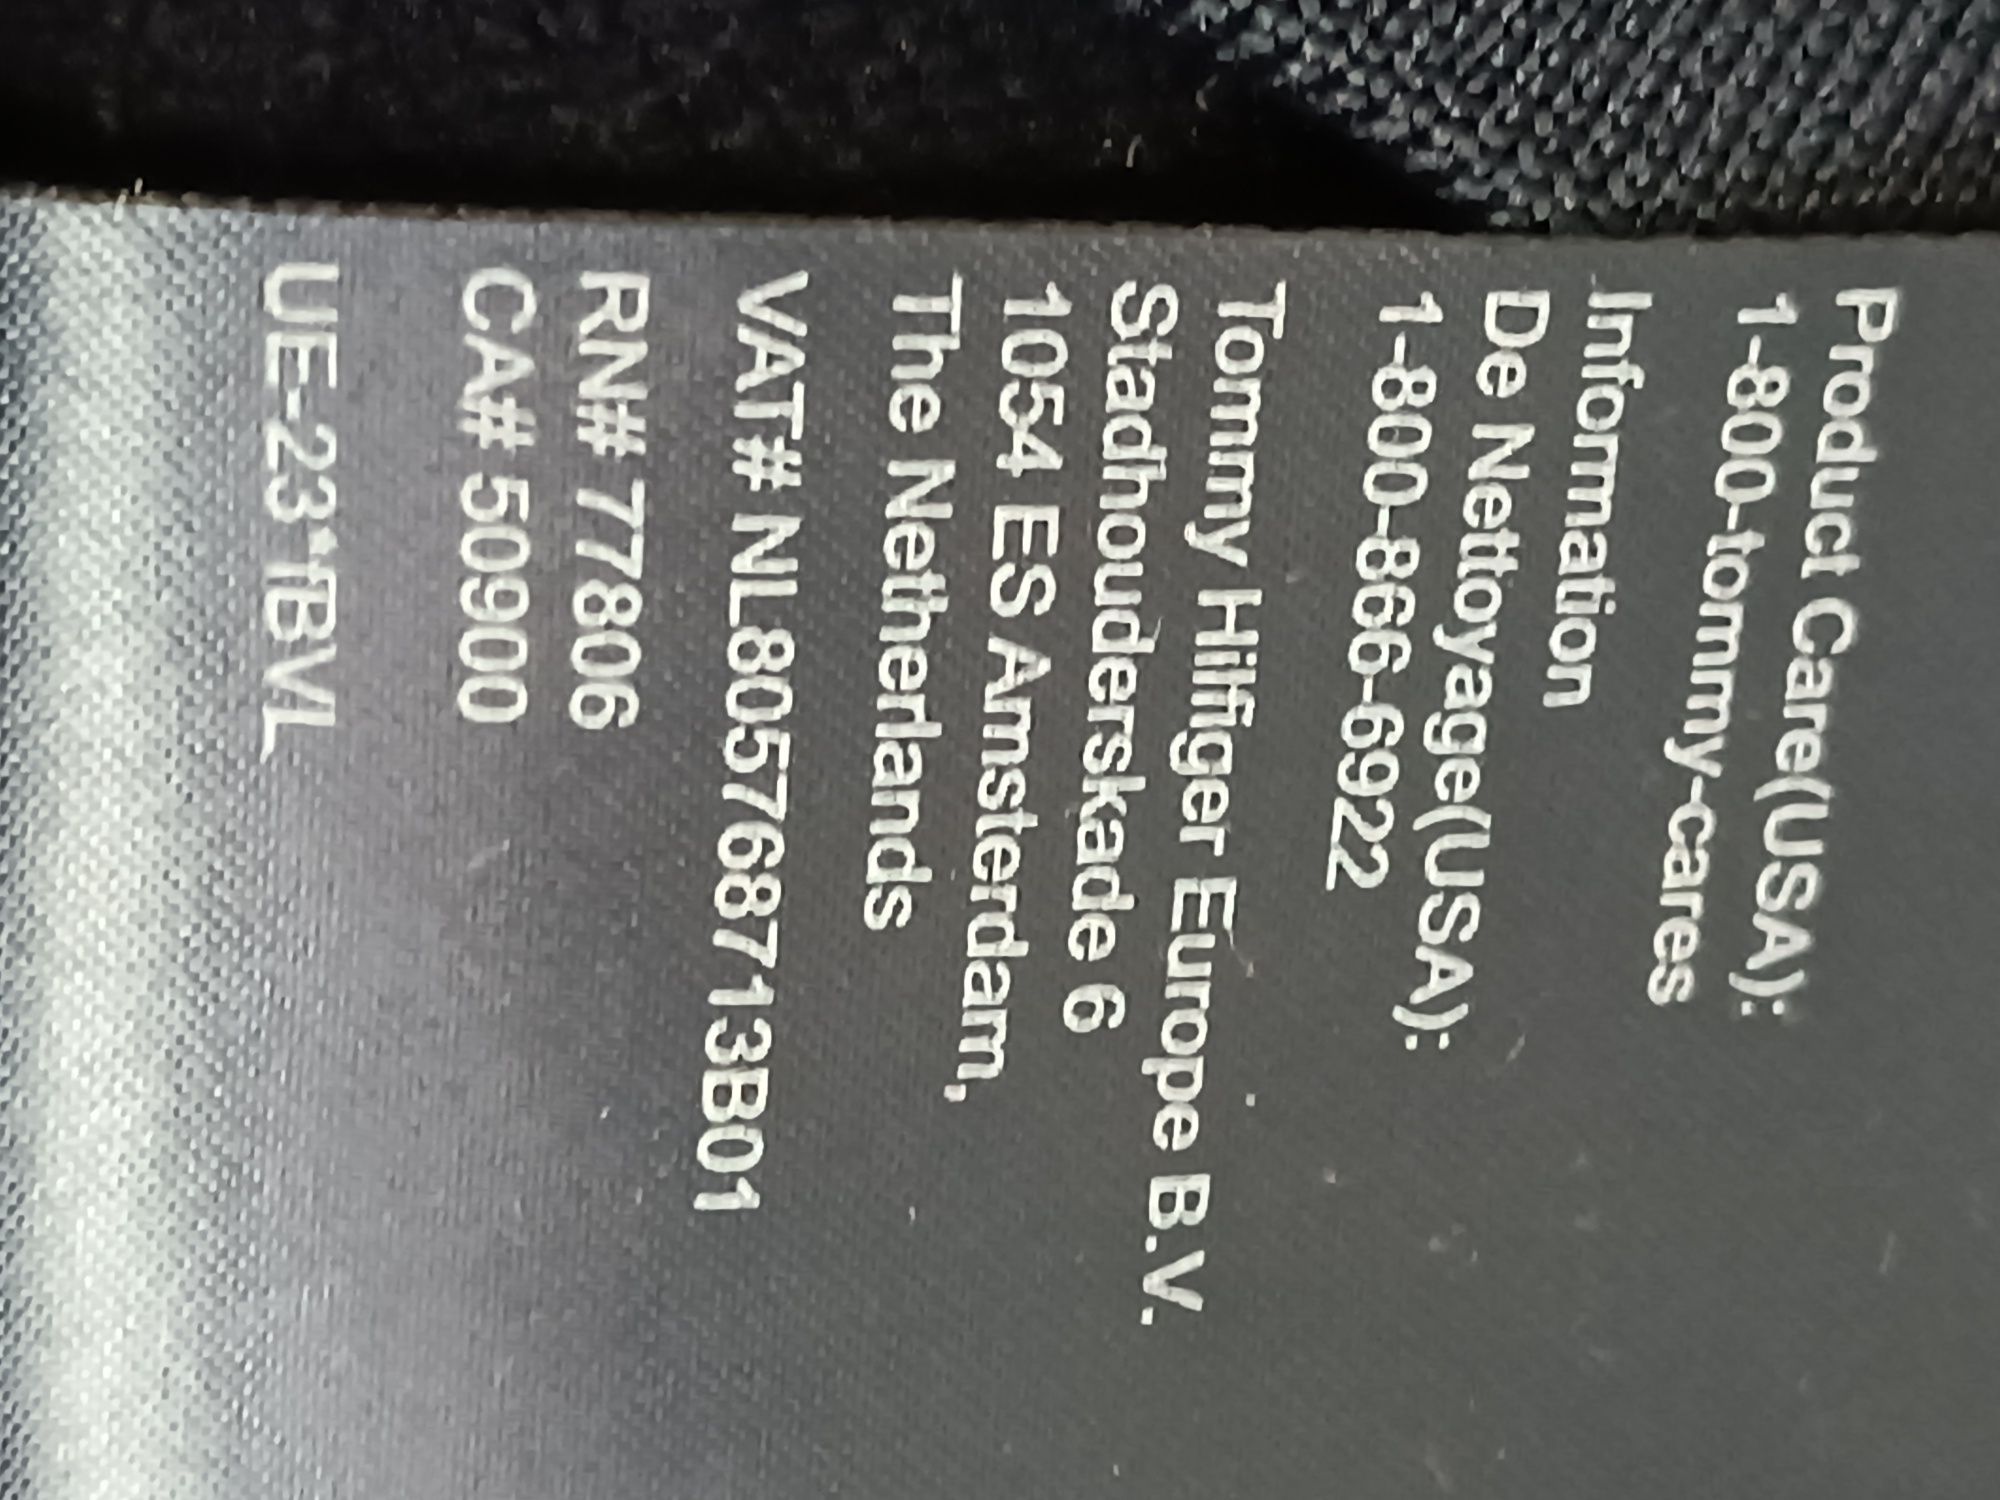 Product Care(USA):
1-800-tommy-cares
Information
De Nettoyage(USA):
1-800-866-6922
Tommy Hilfiger Europe B.V.
Stadhouderskade 6
1054 ES Amsterdam,
The Netherlands
VAT# NL805768713B01
RN# 77806
CA# 50900
UE-23*1BVL